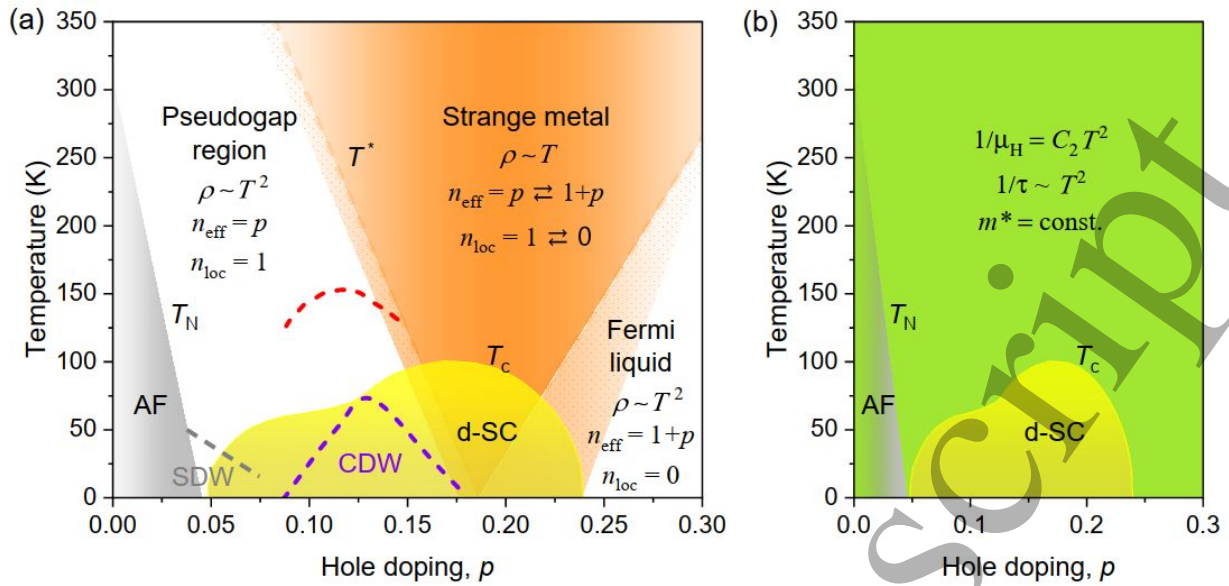 (a)
350
300
250
200
150
100
50
0
Temperature (K)
0.00
0.05
0.10
0.15
0.20
0.25
0.30
Hole doping, p
Pseudogap
region
ρ ~ T²
n_eff = p
n_loc = 1
T*
Strange metal
ρ ~ T
n_eff = p ⇄ 1+p
n_loc = 1 ⇄ 0
T_N
T_c
Fermi
liquid
ρ ~ T²
n_eff = 1+p
n_loc = 0
AF
SDW
CDW
d-SC
(b)
350
300
250
200
150
100
50
0
Temperature (K)
0.0
0.1
0.2
0.3
Hole doping, p
1/μ_H = C₂T²
1/τ ~ T²
m* = const.
T_N
T_c
AF
d-SC
script